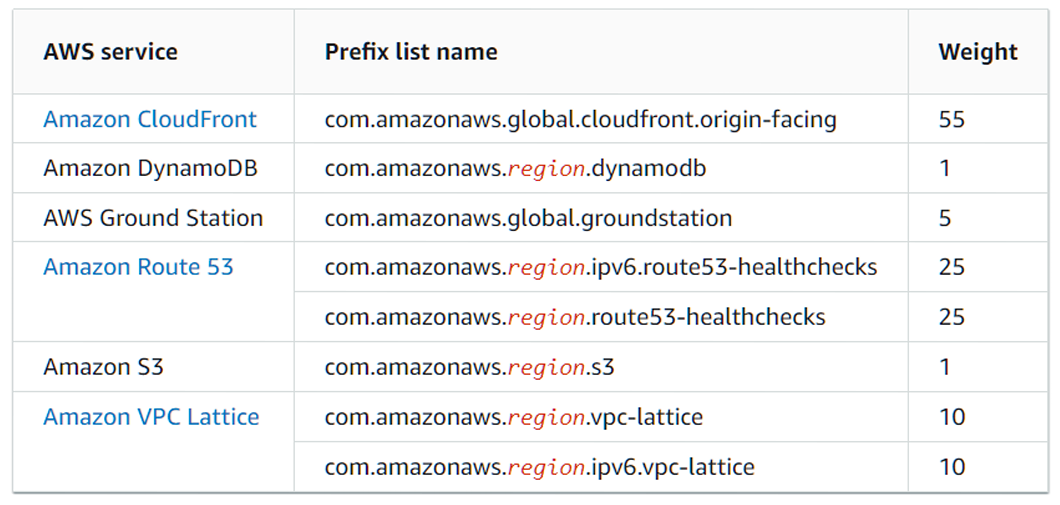 AWS service Prefix list name Weight
Amazon CloudFront com.amazonaws.global.cloudfront.origin-facing 55
Amazon DynamoDB com.amazonaws.region.dynamodb 1
AWS Ground Station com.amazonaws.global.groundstation 5
Amazon Route 53 com.amazonaws.region.ipv6.route53-healthchecks 25
com.amazonaws.region.route53-healthchecks 25
Amazon S3 com.amazonaws.region.s3 1
Amazon VPC Lattice com.amazonaws.region.vpc-lattice 10
com.amazonaws.region.ipv6.vpc-lattice 10